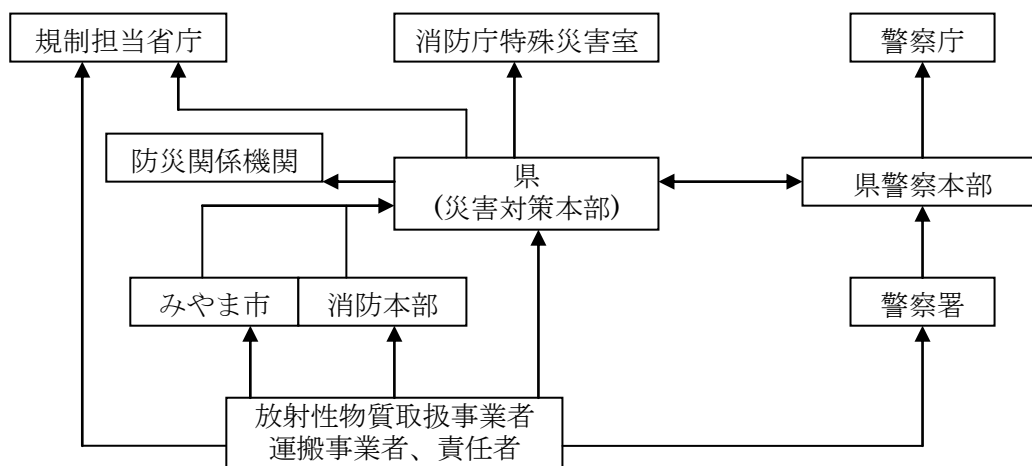 規制担当省庁
消防庁特殊災害室
警察庁
防災関係機関
県
(災害対策本部)
県警察本部
みやま市
消防本部
警察署
放射性物質取扱事業者
運搬事業者、責任者